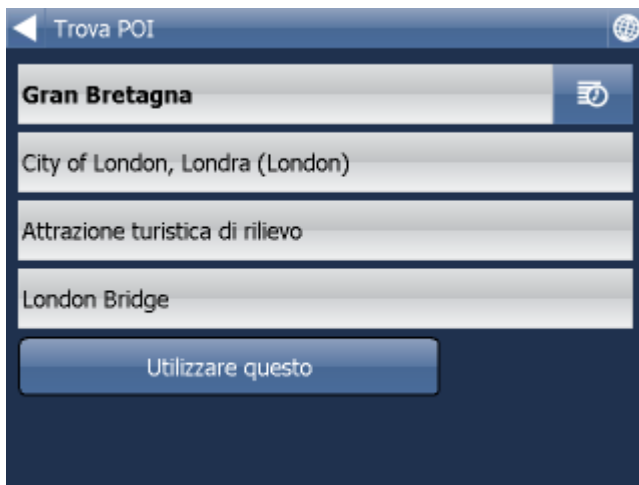 Trova POI
Gran Bretagna
City of London, Londra (London)
Attrazione turistica di rilievo
London Bridge
Utilizzare questo